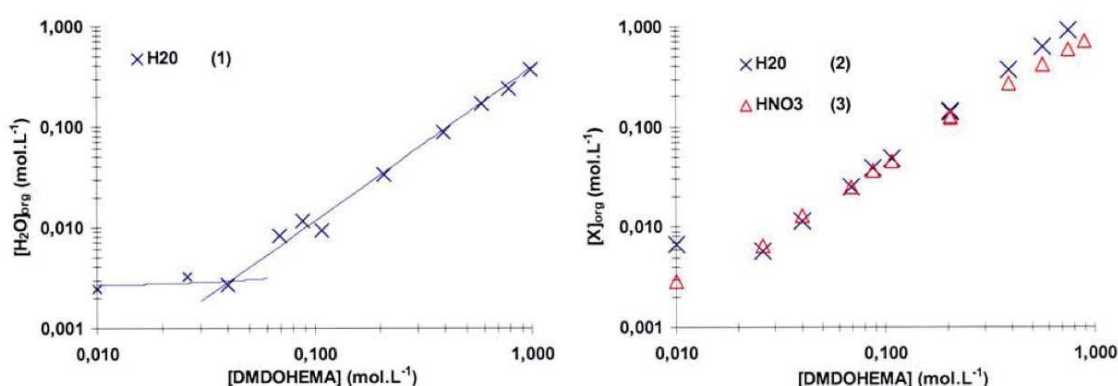 1,000
0,100
0,010
0,001
[H₂O]org (mol.L⁻¹)
H20 (1)
0,010 0,100 1,000
[DMDOHEMA] (mol.L⁻¹)
1,000
0,100
0,010
0,001
[X]org (mol.L⁻¹)
H20 (2)
HNO3 (3)
0,010 0,100 1,000
[DMDOHEMA] (mol.L⁻¹)